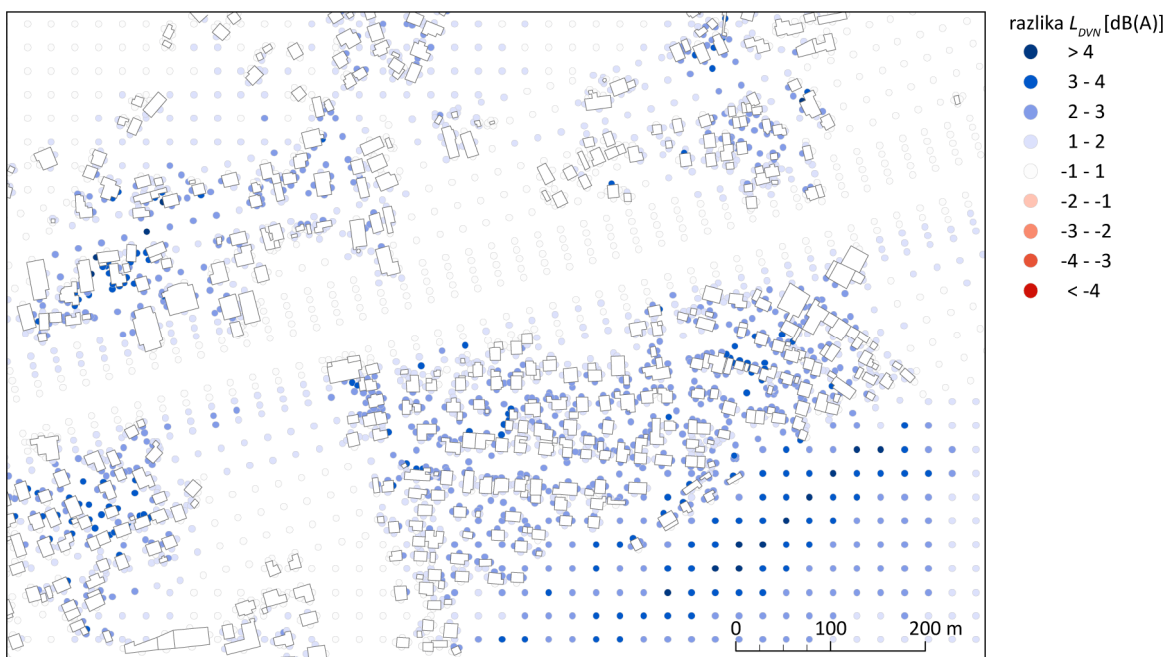 razlika L_DVN [dB(A)]
> 4
3 - 4
2 - 3
1 - 2
-1 - 1
-2 - -1
-3 - -2
-4 - -3
< -4
0 100 200 m